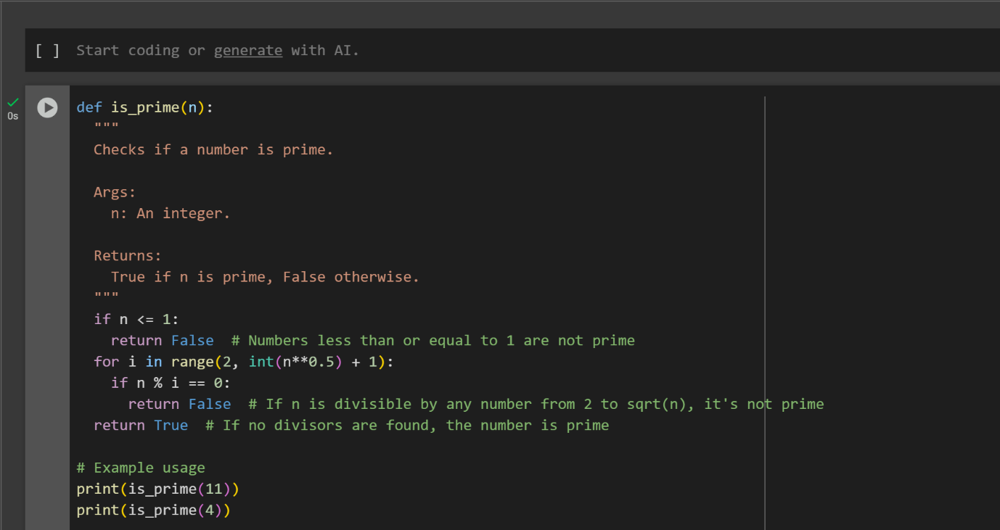 [ ] Start coding or generate with AI.
0s
def is_prime(n):
  """
  Checks if a number is prime.

  Args:
    n: An integer.

  Returns:
    True if n is prime, False otherwise.
  """
  if n <= 1:
    return False  # Numbers less than or equal to 1 are not prime
  for i in range(2, int(n**0.5) + 1):
    if n % i == 0:
      return False  # If n is divisible by any number from 2 to sqrt(n), it's not prime
  return True  # If no divisors are found, the number is prime

# Example usage
print(is_prime(11))
print(is_prime(4))